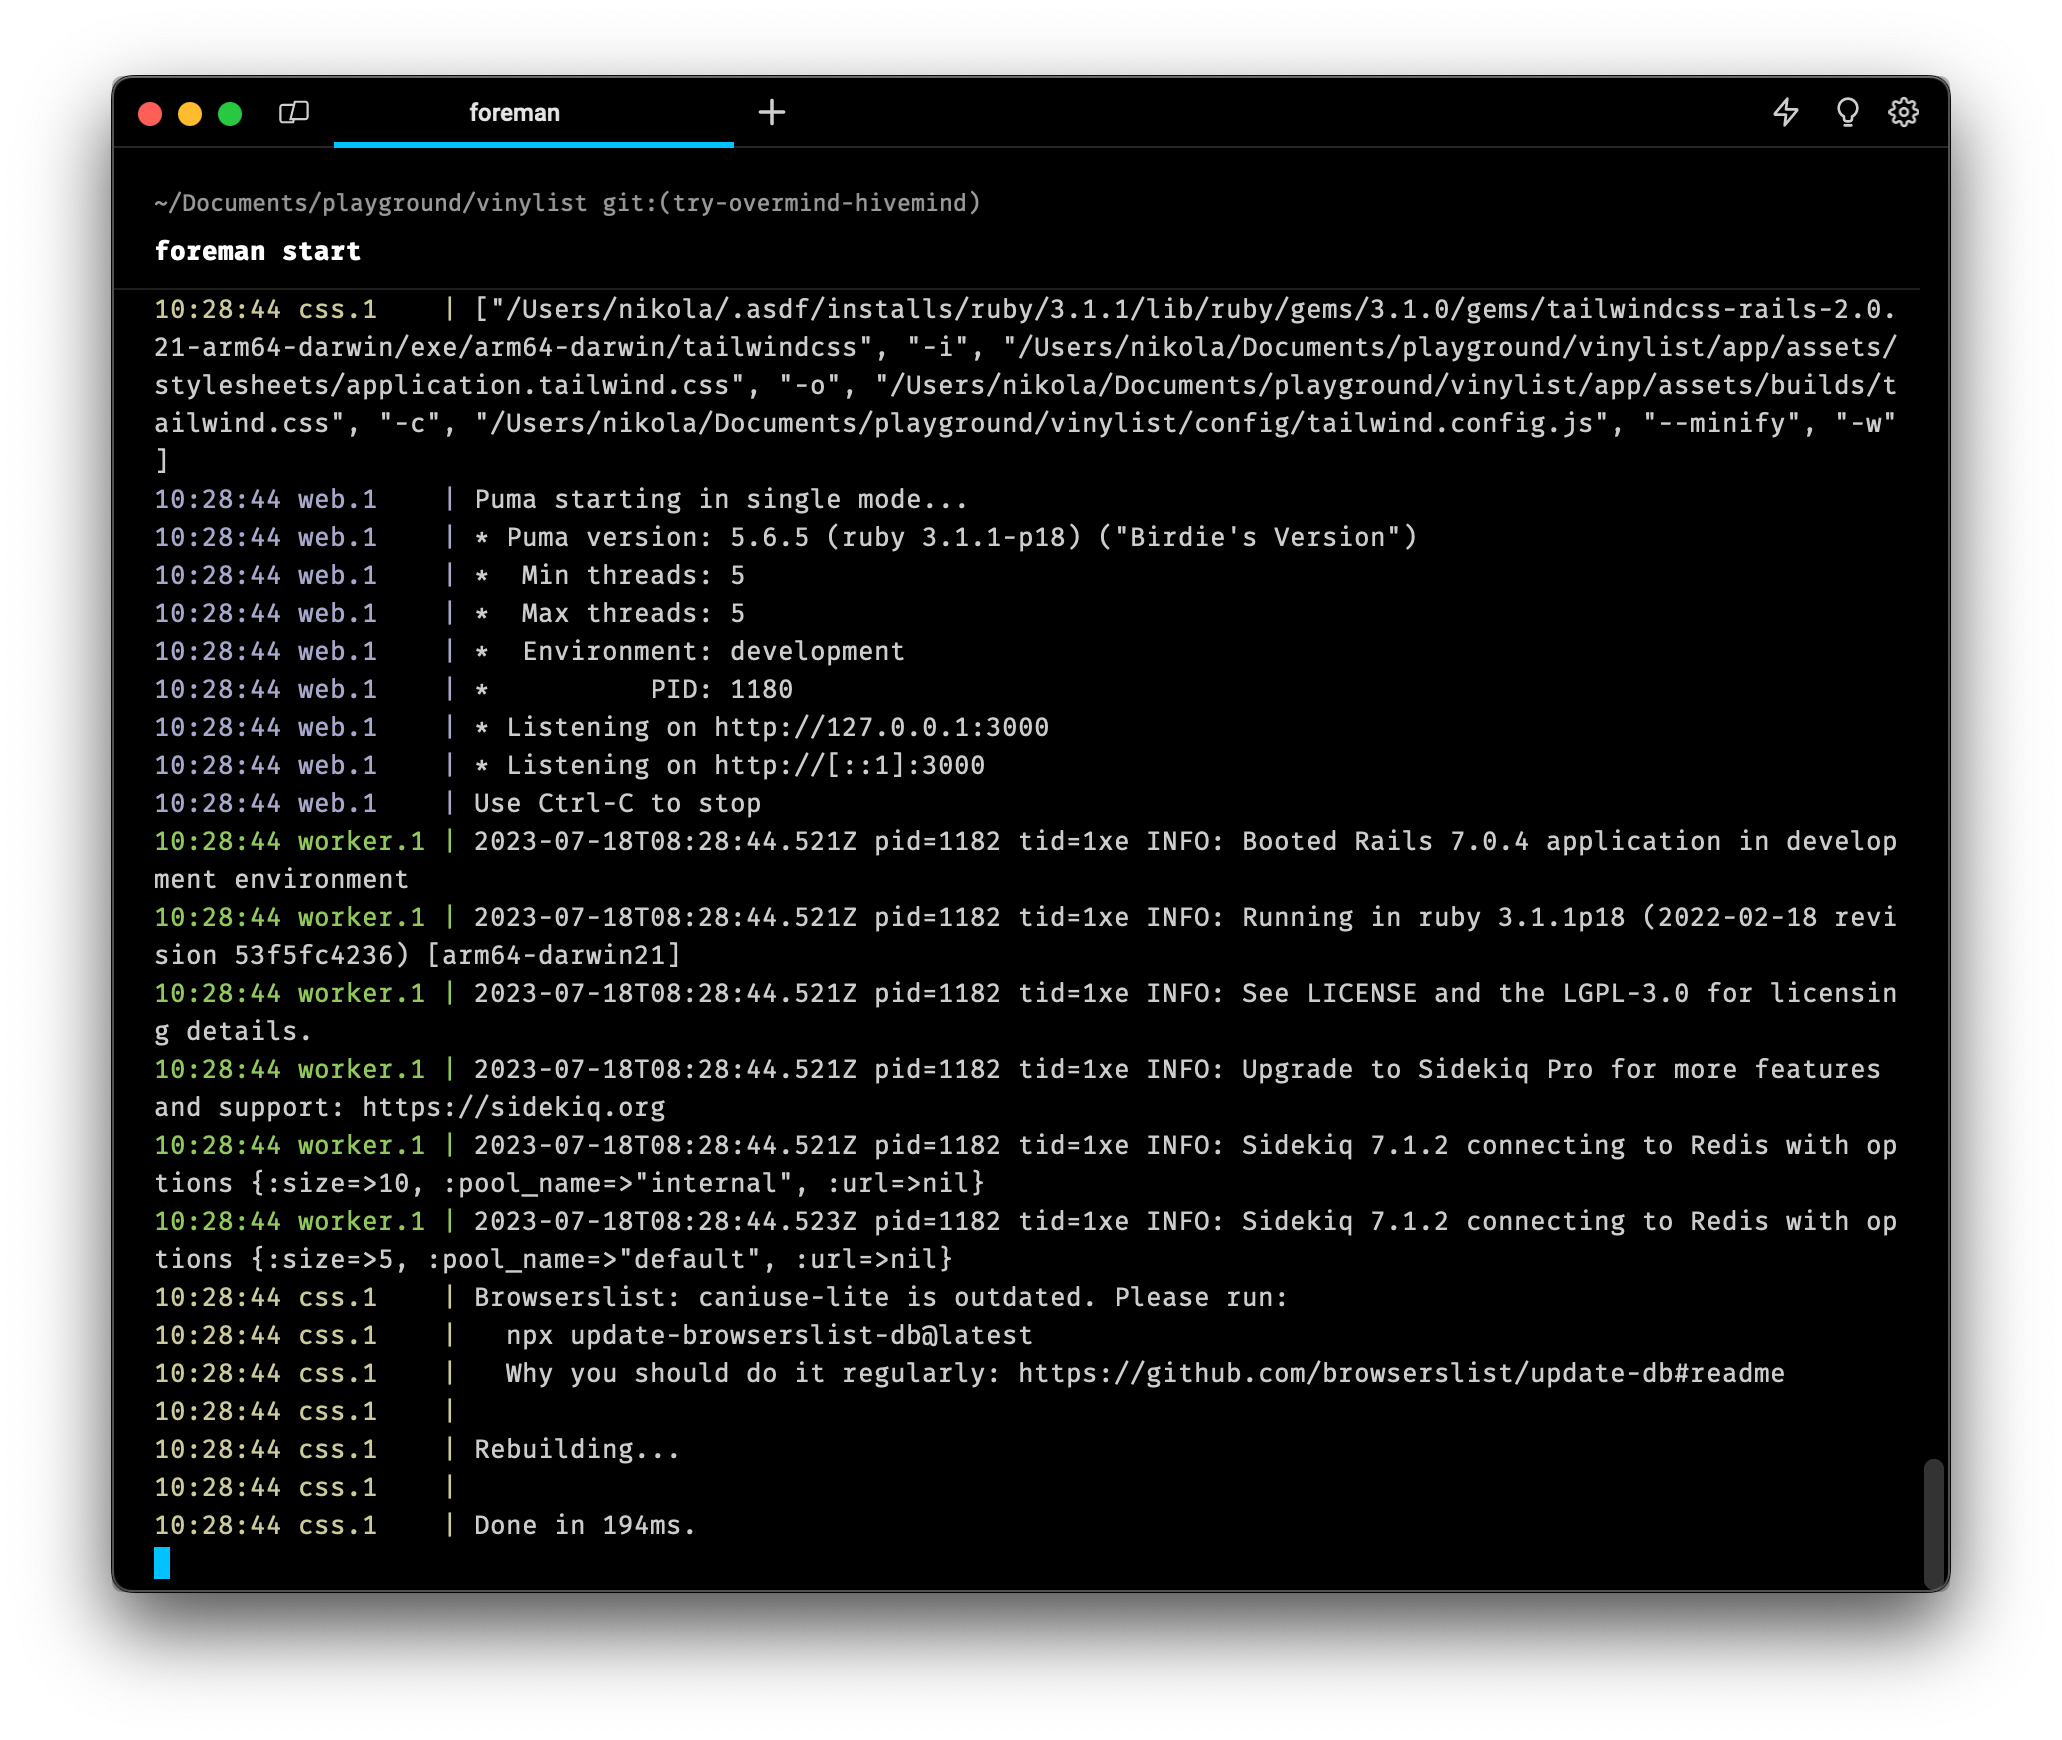 foreman
~/Documents/playground/vinylist git:(try-overmind-hivemind)
foreman start
10:28:44 css.1    | ["/Users/nikola/.asdf/installs/ruby/3.1.1/lib/ruby/gems/3.1.0/gems/tailwindcss-rails-2.0.
21-arm64-darwin/exe/arm64-darwin/tailwindcss", "-i", "/Users/nikola/Documents/playground/vinylist/app/assets/
stylesheets/application.tailwind.css", "-o", "/Users/nikola/Documents/playground/vinylist/app/assets/builds/t
ailwind.css", "-c", "/Users/nikola/Documents/playground/vinylist/config/tailwind.config.js", "--minify", "-w"
]
10:28:44 web.1    | Puma starting in single mode...
10:28:44 web.1    | * Puma version: 5.6.5 (ruby 3.1.1-p18) ("Birdie's Version")
10:28:44 web.1    | *  Min threads: 5
10:28:44 web.1    | *  Max threads: 5
10:28:44 web.1    | *  Environment: development
10:28:44 web.1    | *          PID: 1180
10:28:44 web.1    | * Listening on http://127.0.0.1:3000
10:28:44 web.1    | * Listening on http://[::1]:3000
10:28:44 web.1    | Use Ctrl-C to stop
10:28:44 worker.1 | 2023-07-18T08:28:44.521Z pid=1182 tid=1xe INFO: Booted Rails 7.0.4 application in develop
ment environment
10:28:44 worker.1 | 2023-07-18T08:28:44.521Z pid=1182 tid=1xe INFO: Running in ruby 3.1.1p18 (2022-02-18 revi
sion 53f5fc4236) [arm64-darwin21]
10:28:44 worker.1 | 2023-07-18T08:28:44.521Z pid=1182 tid=1xe INFO: See LICENSE and the LGPL-3.0 for licensin
g details.
10:28:44 worker.1 | 2023-07-18T08:28:44.521Z pid=1182 tid=1xe INFO: Upgrade to Sidekiq Pro for more features
and support: https://sidekiq.org
10:28:44 worker.1 | 2023-07-18T08:28:44.521Z pid=1182 tid=1xe INFO: Sidekiq 7.1.2 connecting to Redis with op
tions {:size=>10, :pool_name=>"internal", :url=>nil}
10:28:44 worker.1 | 2023-07-18T08:28:44.523Z pid=1182 tid=1xe INFO: Sidekiq 7.1.2 connecting to Redis with op
tions {:size=>5, :pool_name=>"default", :url=>nil}
10:28:44 css.1    | Browserslist: caniuse-lite is outdated. Please run:
10:28:44 css.1    |   npx update-browserslist-db@latest
10:28:44 css.1    |   Why you should do it regularly: https://github.com/browserslist/update-db#readme
10:28:44 css.1    |
10:28:44 css.1    | Rebuilding...
10:28:44 css.1    |
10:28:44 css.1    | Done in 194ms.